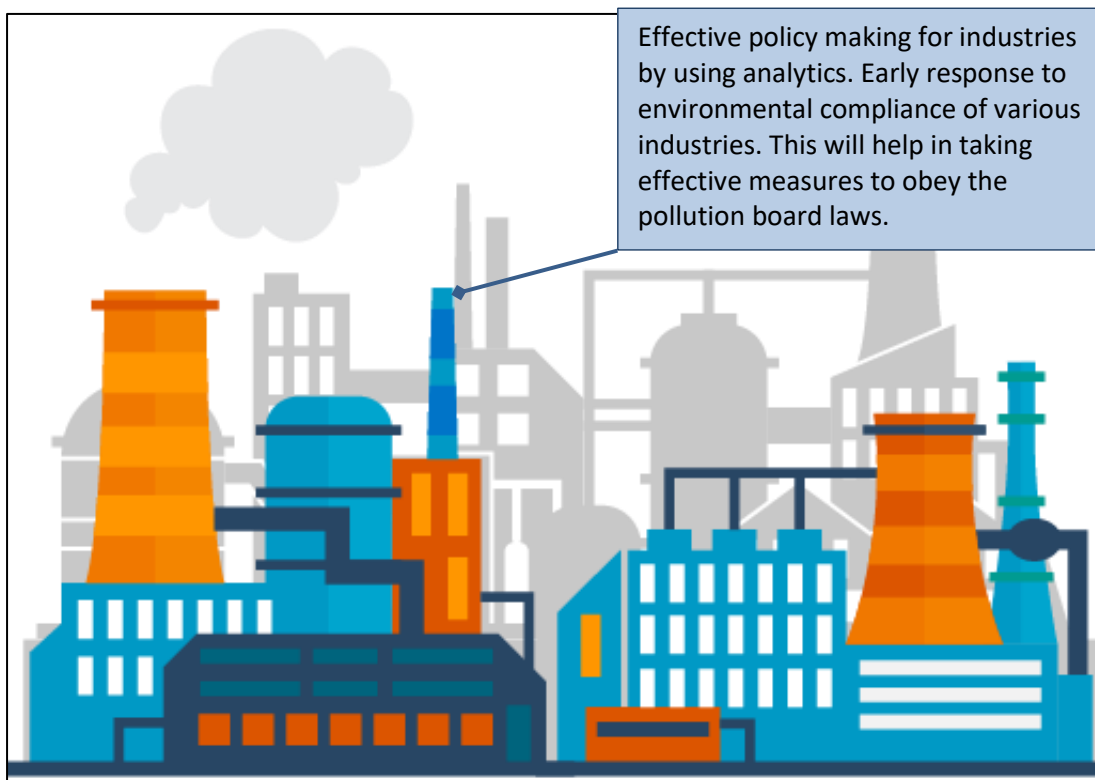 Effective policy making for industries
by using analytics. Early response to
environmental compliance of various
industries. This will help in taking
effective measures to obey the
pollution board laws.